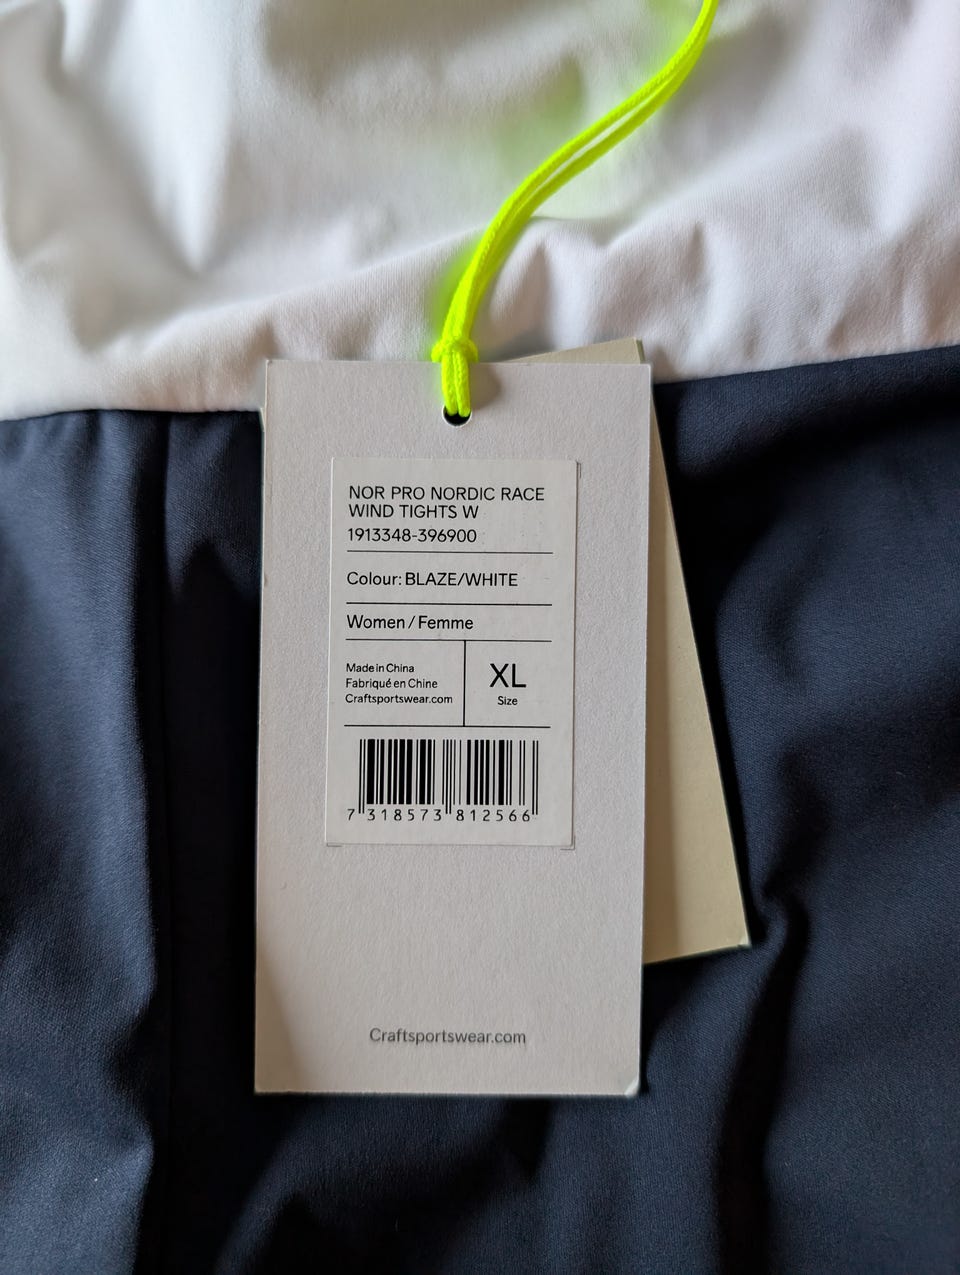 NOR PRO NORDIC RACE
WIND TIGHTS W
1913348-396900
Colour: BLAZE/WHITE
Women / Femme
Made in China
Fabriqué en Chine
Craftsportswear.com
XL
Size
7 318573 812566
Craftsportswear.com